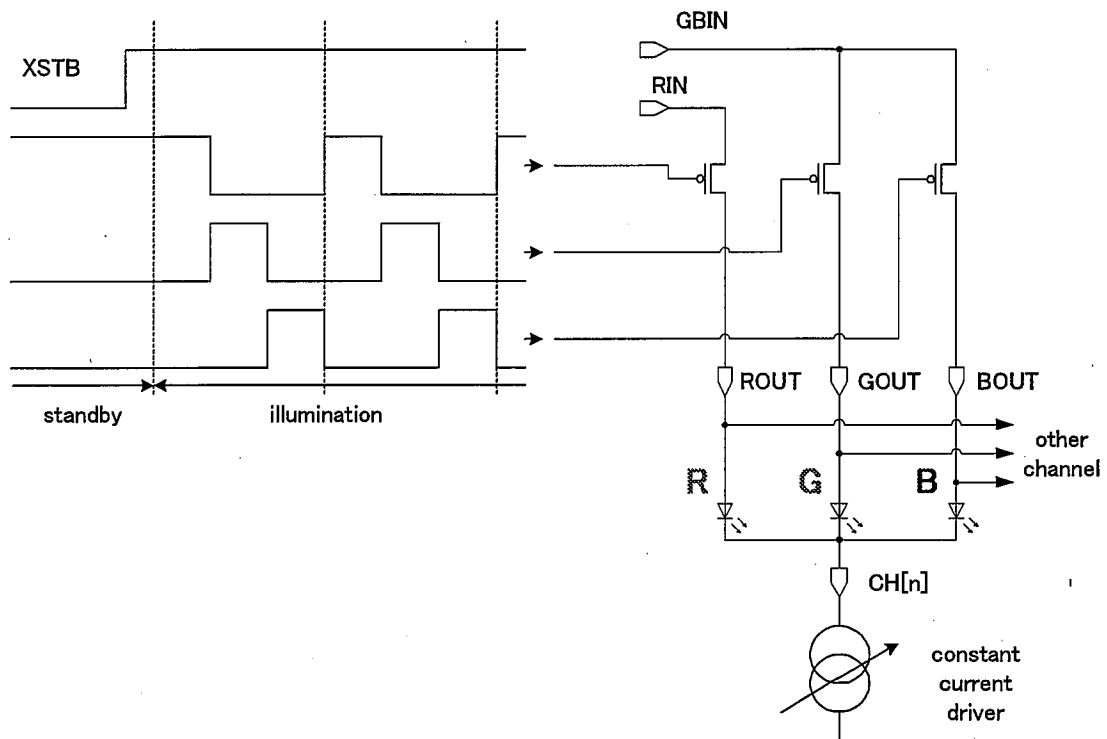 GBIN
XSTB
RIN
ROUT
GOUT
BOUT
standby
illumination
other
channel
R
G
B
CH[n]
constant
current
driver